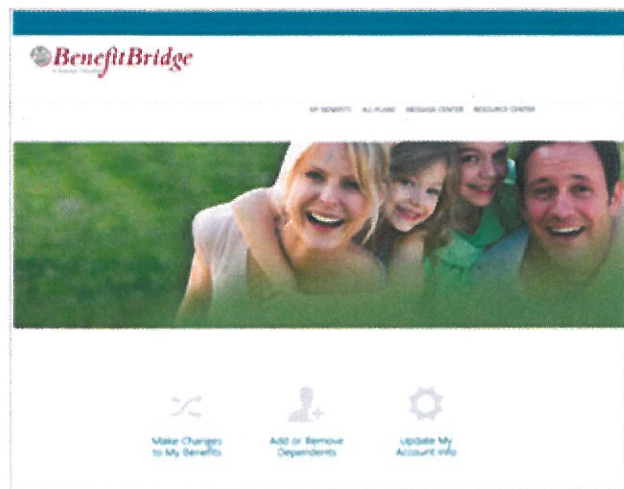 BenefitBridge
MY BENEFITS ALL PLANS MESSAGE CENTER RESOURCE CENTER
Make Changes
to My Benefits
Add or Remove
Dependents
Update My
Account Info